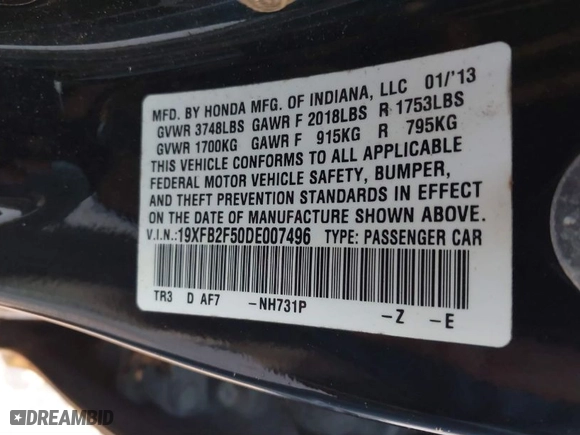 MFD. BY HONDA MFG. OF INDIANA, LLC 01/'13
GVWR 3748LBS GAWR F 2018LBS R 1753LBS
GVWR 1700KG GAWR F 915KG R 795KG
THIS VEHICLE CONFORMS TO ALL APPLICABLE
FEDERAL MOTOR VEHICLE SAFETY, BUMPER,
AND THEFT PREVENTION STANDARDS IN EFFECT
ON THE DATE OF MANUFACTURE SHOWN ABOVE.
V.I.N.:19XFB2F50DE007496 TYPE: PASSENGER CAR
TR3 D AF7 -NH731P -Z -E
DREAMBID